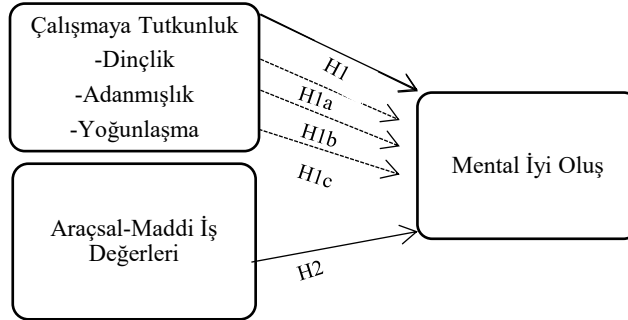 Çalışmaya Tutkunluk
-Dinçlik
-Adanmışlık
-Yoğunlaşma
H1
H1a
H1b
H1c
Mental İyi Oluş
Araçsal-Maddi İş
Değerleri
H2